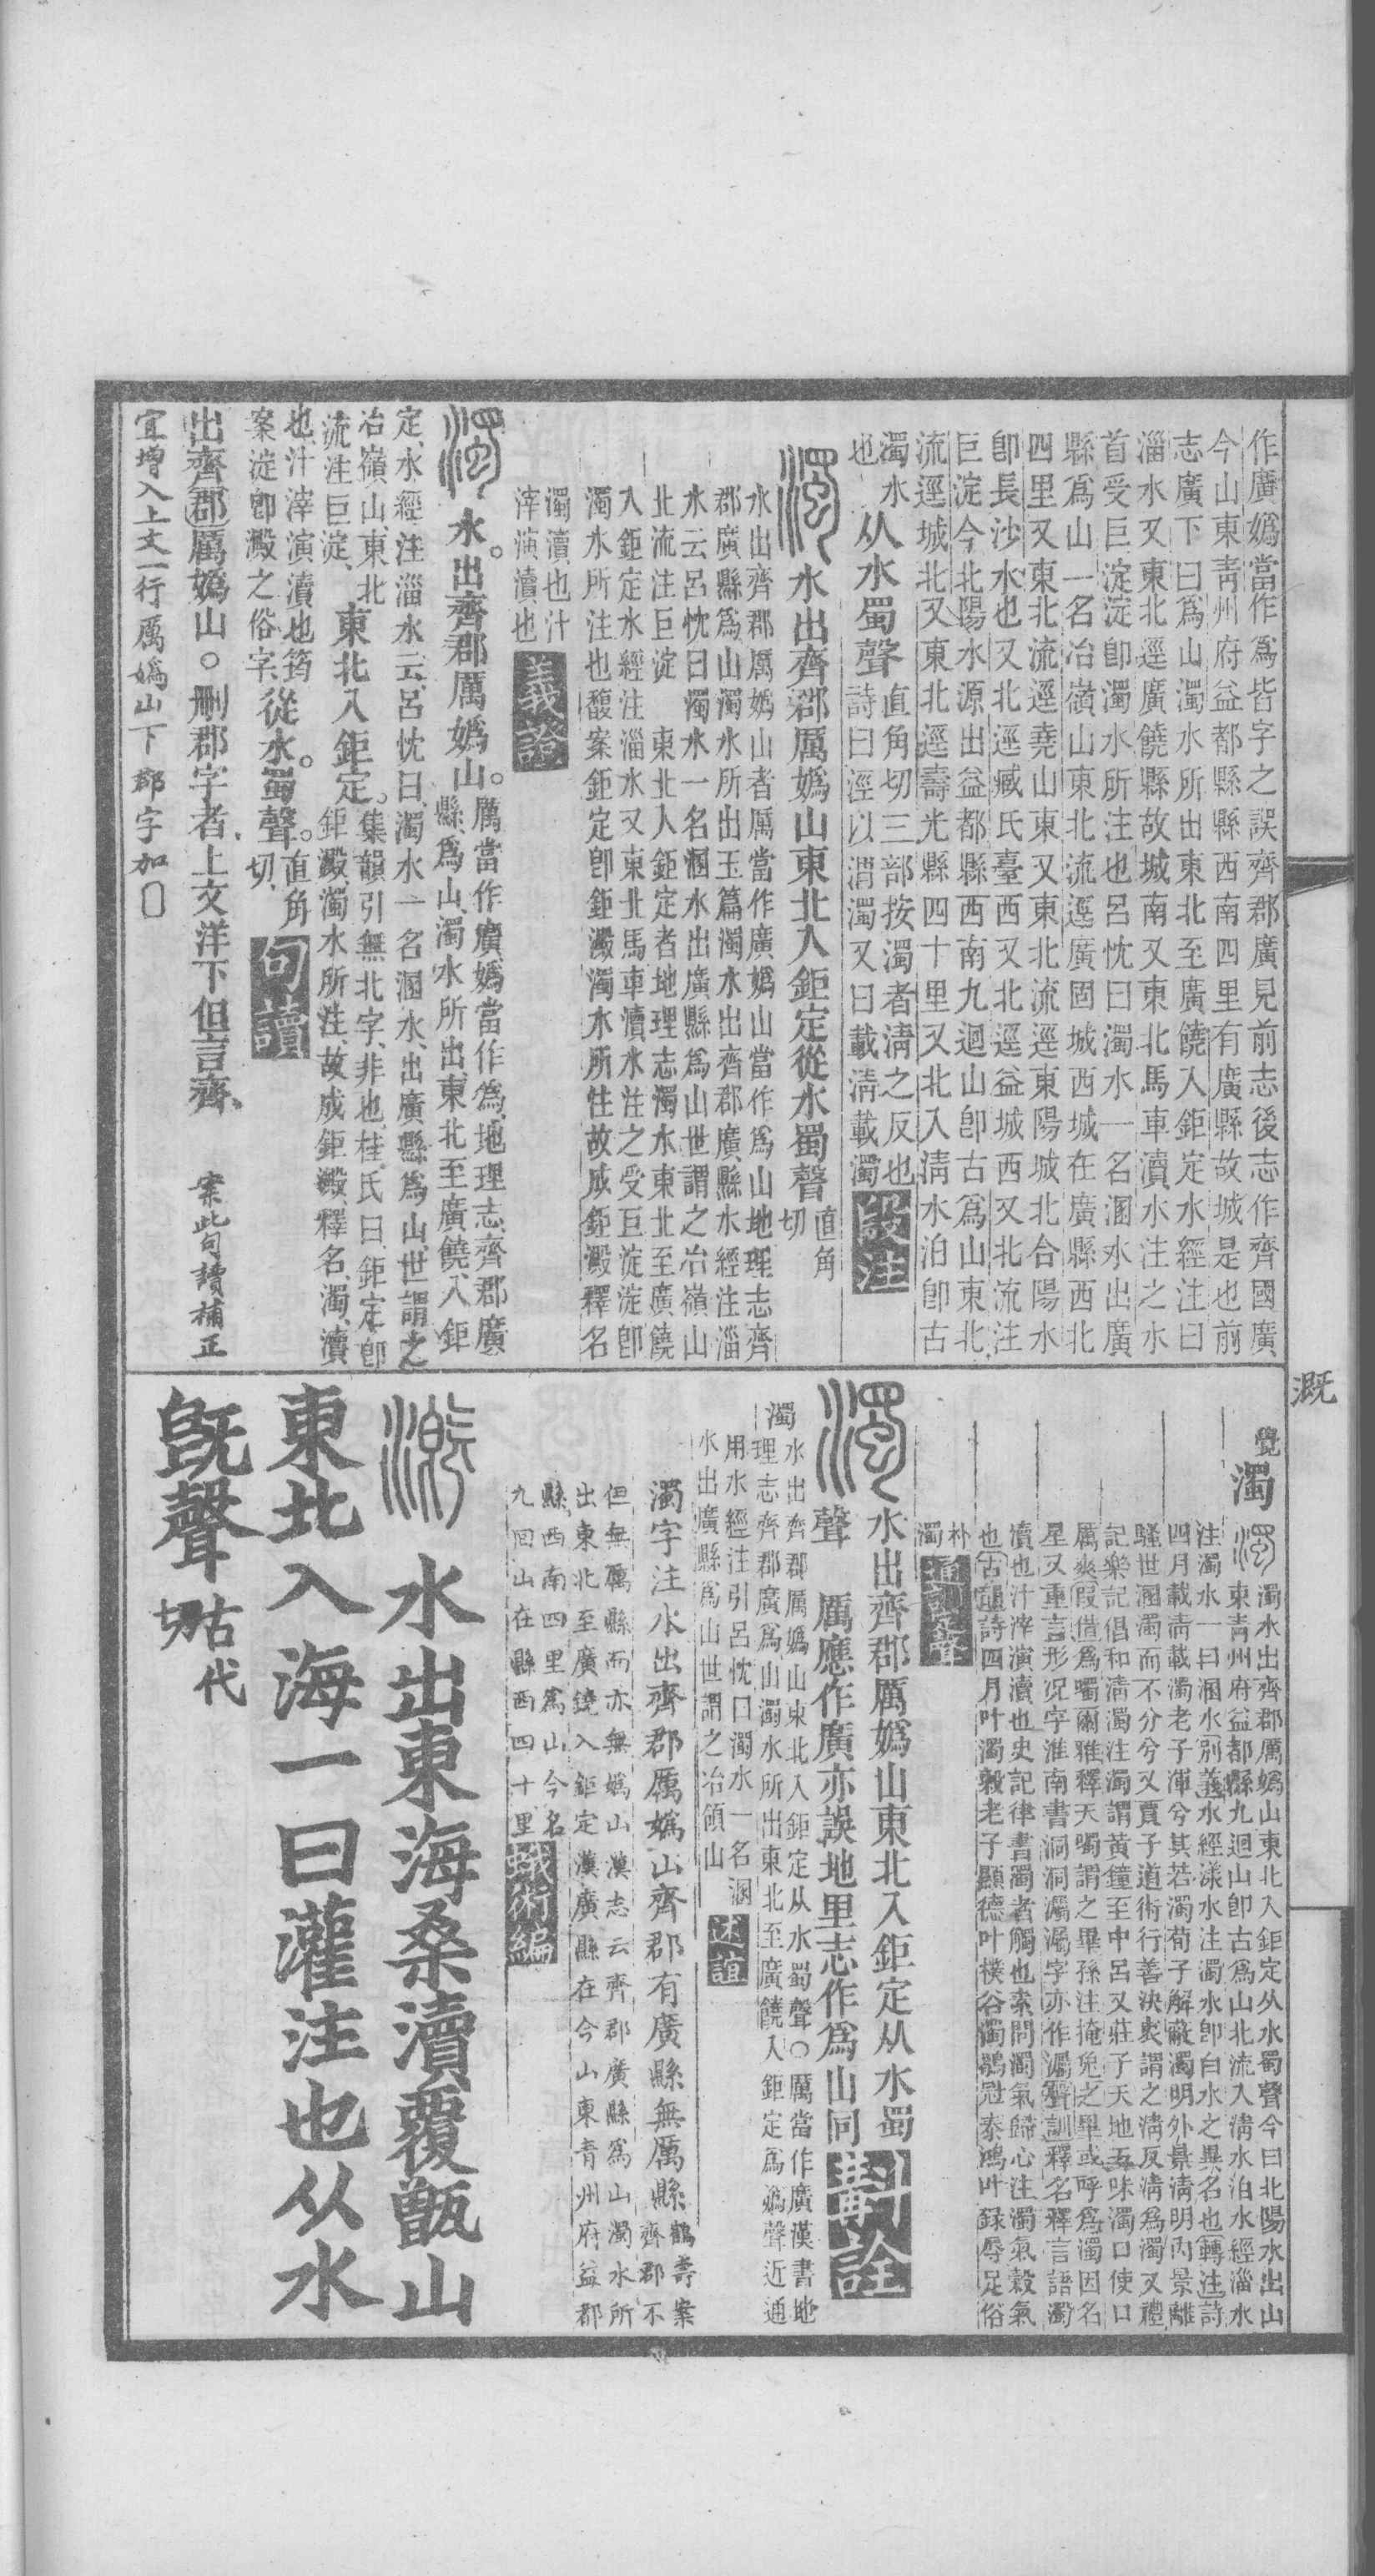 作廣嬀當作爲皆字之誤齊郡廣見前志後志作齊國廣
今山東靑州府益都縣縣西南四里有廣縣故城是也前
志廣下曰爲山濁水所出東北至廣饒入鉅定水經注曰
淄水又東北逕廣饒縣故城南又東北馬車瀆水注之水
首受巨淀淀卽濁水所注也呂忱曰濁水一名溷水出廣
縣爲山一名冶嶺山東北流逕廣固城西城在廣縣西北
四里又東北流逕堯山東又東北流逕東陽城北合陽水
卽長沙水也又北逕臧氏臺西又北逕益城西又北流注
巨淀今北陽水源出益都縣西南九迴山卽古爲山東北
流逕城北又東北逕壽光縣四十里又北入淸水泊卽古
濁水
也
从水蜀聲
直角切三部按濁者淸之反也
詩曰涇以渭濁又曰載淸載濁
段注
水出齊郡厲嬀山東北入鉅定從水蜀聲
直角
切
水出齊郡厲嬀山者厲當作廣嬀山當作爲山地理志齊
郡廣縣爲山濁水所出玉篇濁水出齊郡廣縣水經注淄
水云呂忱曰濁水一名溷水出廣縣爲山世謂之冶嶺山
北流注巨淀　東北入鉅定者地理志濁水東北至廣饒
入鉅定水經注淄水又東北馬車瀆水注之受巨淀淀卽
濁水所注也馥案鉅定卽鉅澱濁水所注故成鉅澱釋名
濁瀆也汁
滓演瀆也
義證
水。出齊郡厲嬀山。
厲當作廣、嬀當作爲、地理志、齊郡廣
縣爲山、濁水所出、東北至廣饒、入鉅
定、水經注淄水云、呂忱曰、濁水一名溷水、出廣縣爲山、世謂之
冶嶺山、東北
流注巨淀、
東北入鉅定。
集韻引無北字、非也、桂氏曰、鉅定卽
鉅澱、濁水所注、故成鉅澱、釋名、濁、瀆
也、汁滓演瀆也、筠
案淀卽澱之俗字、
從水。蜀聲。
直角
切、
句讀
出齊郡厲嬀山。○刪郡字者、上文洋下但言齊、
案此句讀補正
宜增入上文一行厲嬀山下郡字加
溉
覺
濁
濁水出齊郡厲嬀山東北入鉅定从水蜀聲今曰北陽水出山
東青州府益都縣九迴山卽古爲山北流入淸水泊水經淄水
注濁水一曰溷水別義水經漾水注濁水卽白水之異名也轉注詩
四月載淸載濁老子渾兮其若濁荀子解蔽濁明外景淸明內景離
騷世溷濁而不分兮又賈子道術行善決衷謂之淸反淸爲濁又禮
記樂記倡和淸濁注濁謂黃鐘至中呂又莊子天地五味濁口使口
厲爽叚借爲噣爾雅釋天噣謂之畢孫注掩兔之畢或呼爲濁因名
星又重言形況字淮南書洞洞灟灟字亦作濁聲訓釋名釋言語濁
瀆也汁滓演瀆也史記律書濁者觸也素問濁氣歸心注濁氣穀氣
也古韻詩四月叶濁穀老子顯德叶樸谷濁鶡冠泰鴻叶錄辱足俗
朴
濁
通訓定聲
水出齊郡厲嬀山東北入鉅定从水蜀
聲　厲應作廣亦誤地里志作爲山同
斠詮
濁水出齊郡厲嬀山東北入鉅定从水蜀聲○厲當作廣漢書地
理志齊郡廣爲山濁水所出東北至廣饒入鉅定爲嬀聲近通
用水經注引呂忱曰濁水一名溷
水出廣縣爲山世謂之冶領山
述誼
濁字注水出齊郡厲嬀山齊郡有廣縣無厲縣
鶴壽案
齊郡不
但無厲縣而亦無嬀山漢志云齊郡廣縣爲山濁水所
出東北至廣饒入鉅定漢廣縣在今山東青州府益都
縣西南四里爲山今名
九回山在縣西四十里
蛾術編
水出東海桑瀆覆甑山
東北入海一曰灌注也从水
旣聲
古代
切